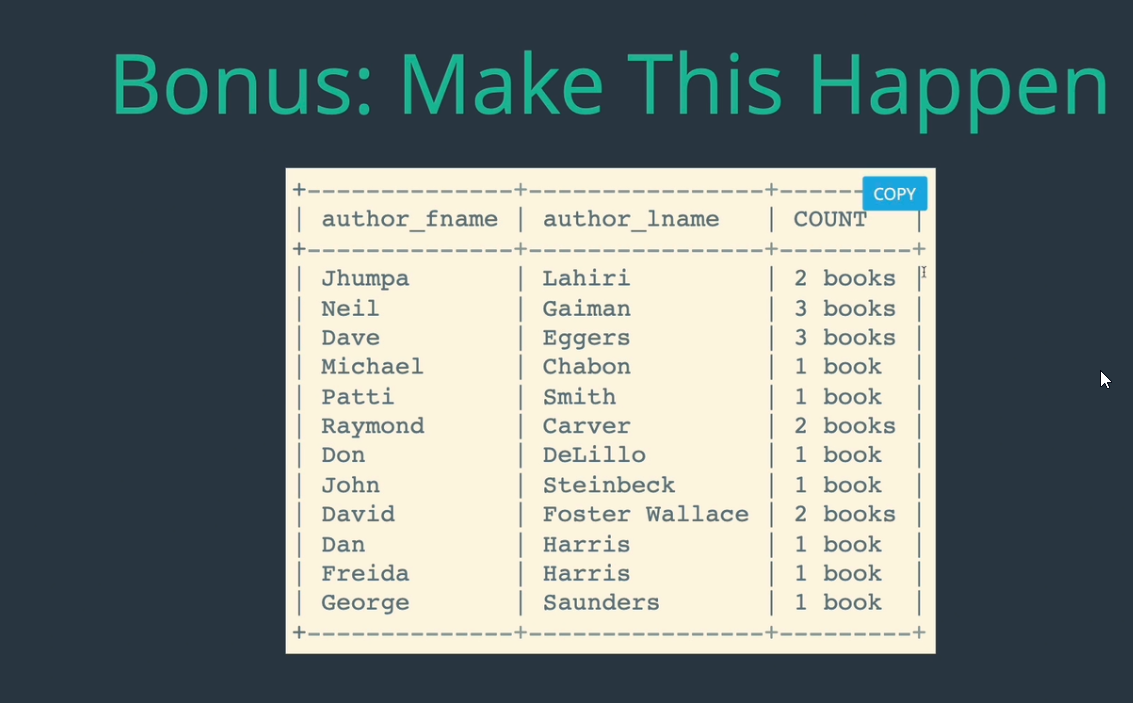 Bonus: Make This Happen
+--------------+----------------+------
COPY
| author_fname | author_lname | COUNT |
+--------------+----------------+---------+
| Jhumpa | Lahiri | 2 books |
| Neil | Gaiman | 3 books |
| Dave | Eggers | 3 books |
| Michael | Chabon | 1 book |
| Patti | Smith | 1 book |
| Raymond | Carver | 2 books |
| Don | DeLillo | 1 book |
| John | Steinbeck | 1 book |
| David | Foster Wallace | 2 books |
| Dan | Harris | 1 book |
| Freida | Harris | 1 book |
| George | Saunders | 1 book |
+--------------+----------------+---------+